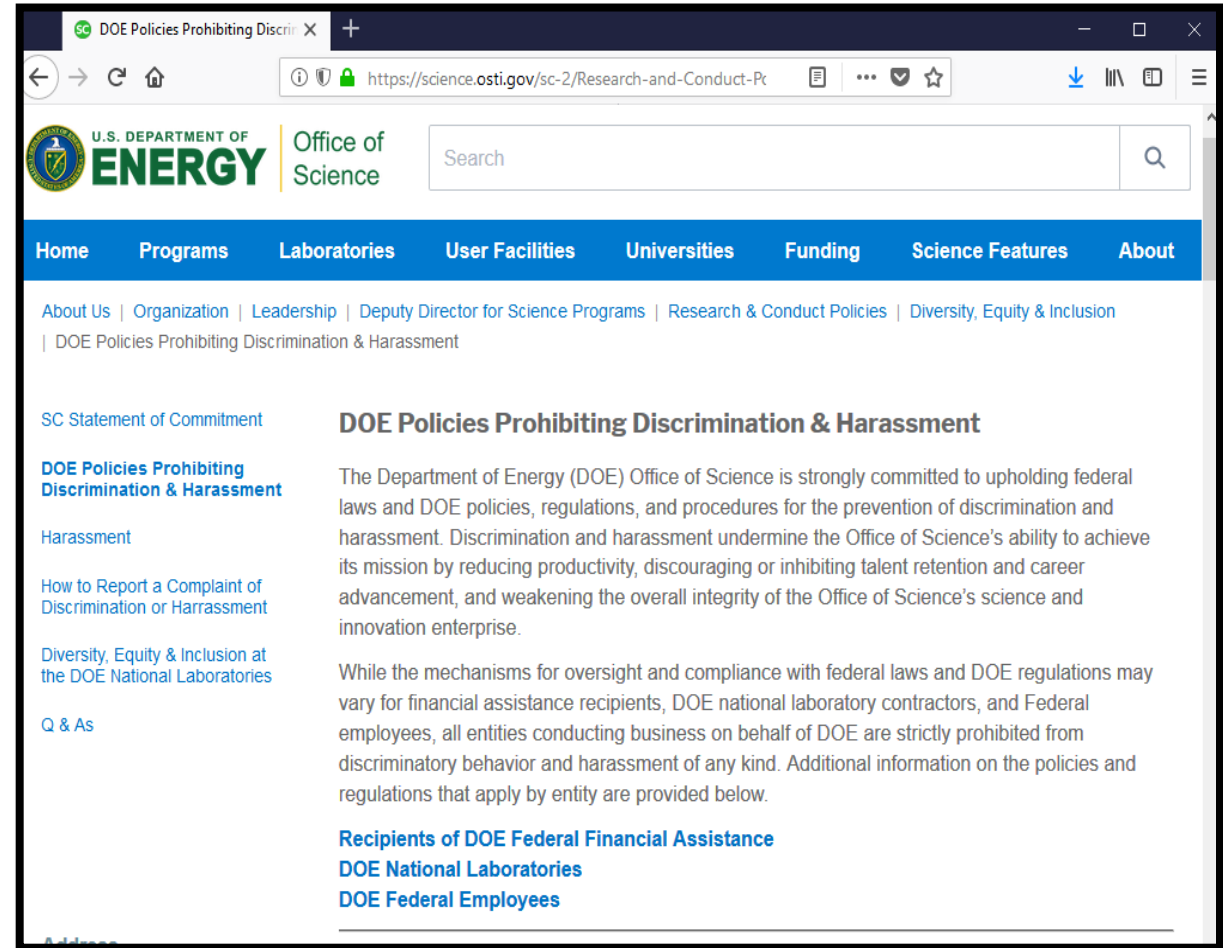 SC DOE Policies Prohibiting Discrin
https://science.osti.gov/sc-2/Research-and-Conduct-Po
U.S. DEPARTMENT OF
ENERGY
Office of
Science
Search
Home Programs Laboratories User Facilities Universities Funding Science Features About
About Us | Organization | Leadership | Deputy Director for Science Programs | Research & Conduct Policies | Diversity, Equity & Inclusion
| DOE Policies Prohibiting Discrimination & Harassment
SC Statement of Commitment
DOE Policies Prohibiting
Discrimination & Harassment
Harassment
How to Report a Complaint of
Discrimination or Harrassment
Diversity, Equity & Inclusion at
the DOE National Laboratories
Q & As
DOE Policies Prohibiting Discrimination & Harassment
The Department of Energy (DOE) Office of Science is strongly committed to upholding federal
laws and DOE policies, regulations, and procedures for the prevention of discrimination and
harassment. Discrimination and harassment undermine the Office of Science’s ability to achieve
its mission by reducing productivity, discouraging or inhibiting talent retention and career
advancement, and weakening the overall integrity of the Office of Science’s science and
innovation enterprise.
While the mechanisms for oversight and compliance with federal laws and DOE regulations may
vary for financial assistance recipients, DOE national laboratory contractors, and Federal
employees, all entities conducting business on behalf of DOE are strictly prohibited from
discriminatory behavior and harassment of any kind. Additional information on the policies and
regulations that apply by entity are provided below.
Recipients of DOE Federal Financial Assistance
DOE National Laboratories
DOE Federal Employees